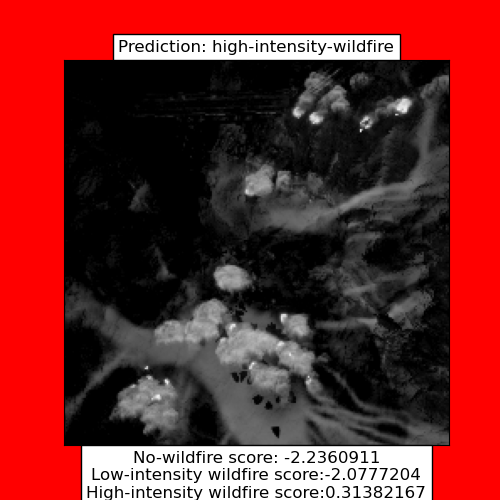 Prediction: high-intensity-wildfire
No-wildfire score: -2.2360911
Low-intensity wildfire score:-2.0777204
High-intensity wildfire score:0.31382167